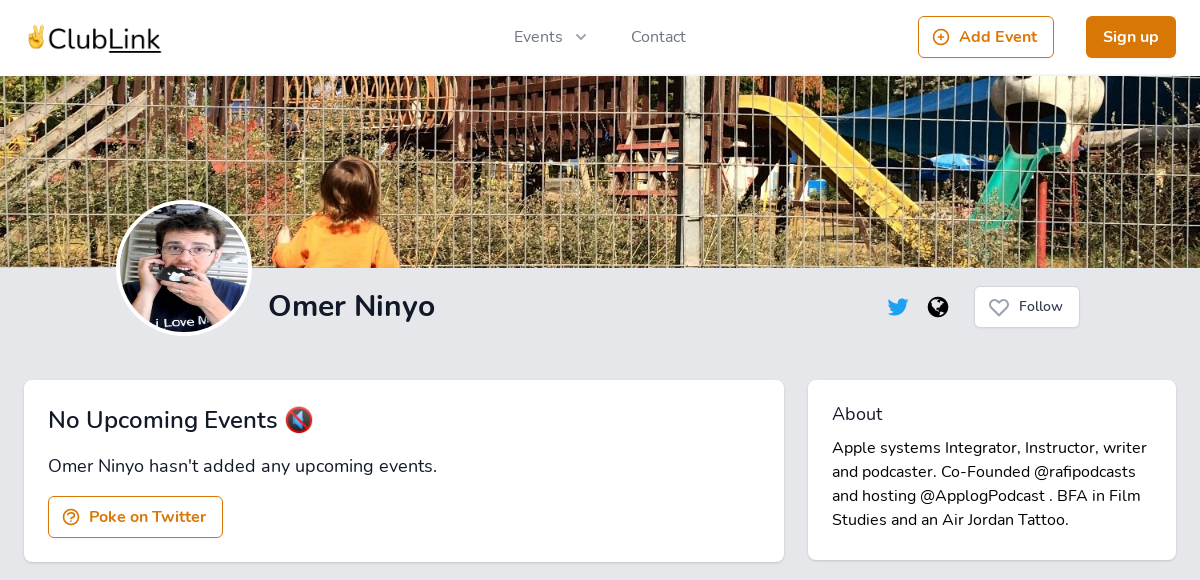 ✌️ClubLink
Events
Contact
Add Event
Sign up
i Love M
Omer Ninyo
Follow
No Upcoming Events 🔇
Omer Ninyo hasn't added any upcoming events.
Poke on Twitter
About
Apple systems Integrator, Instructor, writer
and podcaster. Co-Founded @rafipodcasts
and hosting @ApplogPodcast . BFA in Film
Studies and an Air Jordan Tattoo.